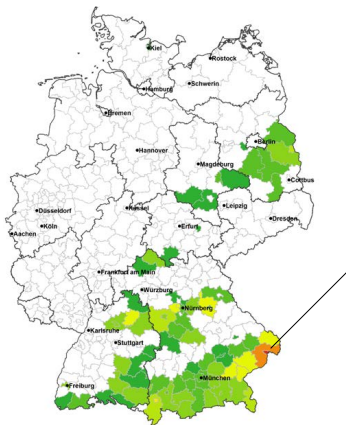 Kiel
Rostock
Hamburg
Schwerin
Bremen
Berlin
Hannover
Magdeburg
Cottbus
Düsseldorf
Kassel
Leipzig
Köln
Dresden
Aachen
Erfurt
Frankfurt am Main
Würzburg
Nürnberg
Karlsruhe
Stuttgart
München
Freiburg